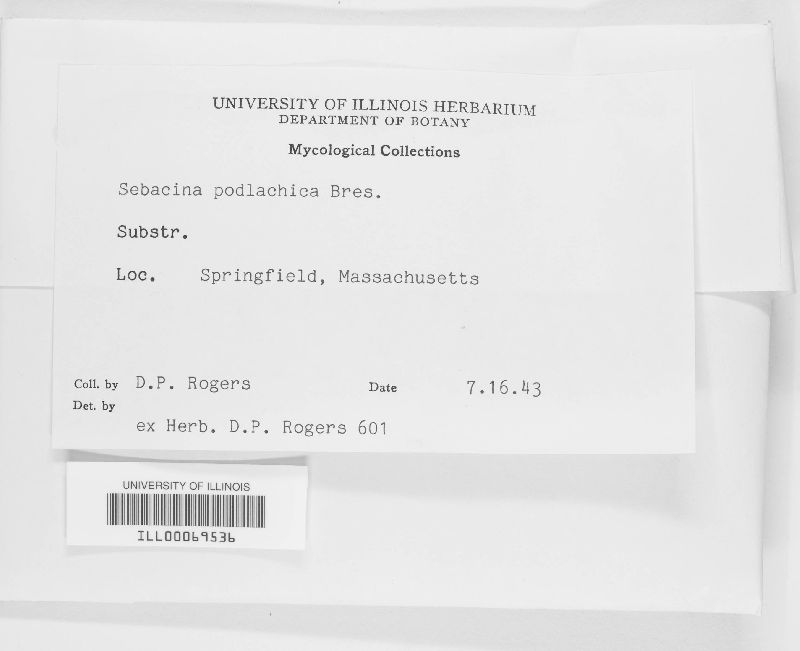 UNIVERSITY OF ILLINOIS HERBARIUM
DEPARTMENT OF BOTANY
Mycological Collections
Sebacina podlachica Bres.
Substr.
Loc. Springfield, Massachusetts
Coll. by D.P. Rogers Date 7.16.43
Det. by
ex Herb. D.P. Rogers 601
UNIVERSITY OF ILLINOIS
ILL00069536